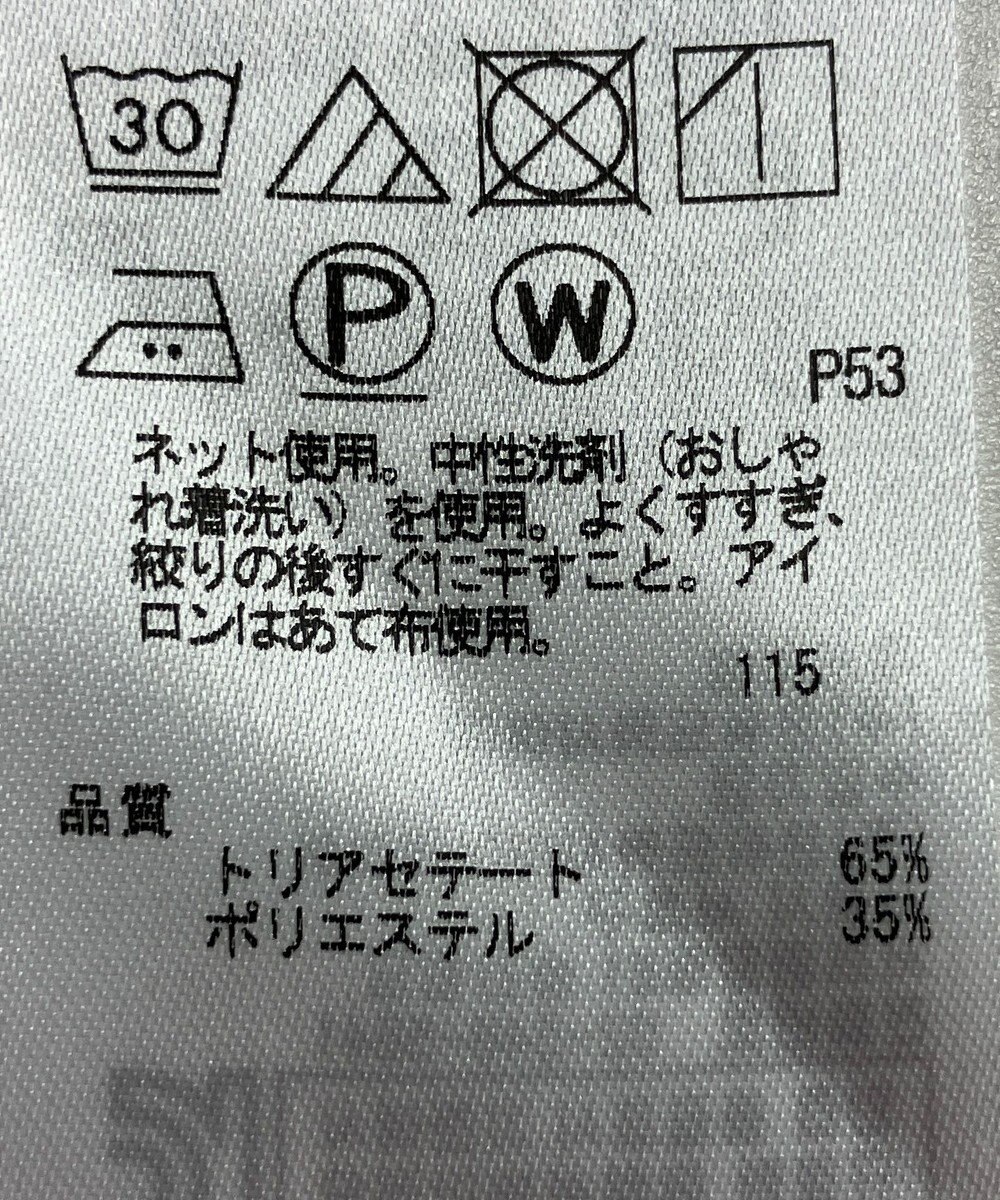 30
P W
P53
ネット使用。中性洗剤（おしゃ
れ着洗い）を使用。よくすすぎ、
絞りの後すぐに干すこと。アイ
ロンはあて布使用。
115
品質
トリアセテート 65%
ポリエステル 35%